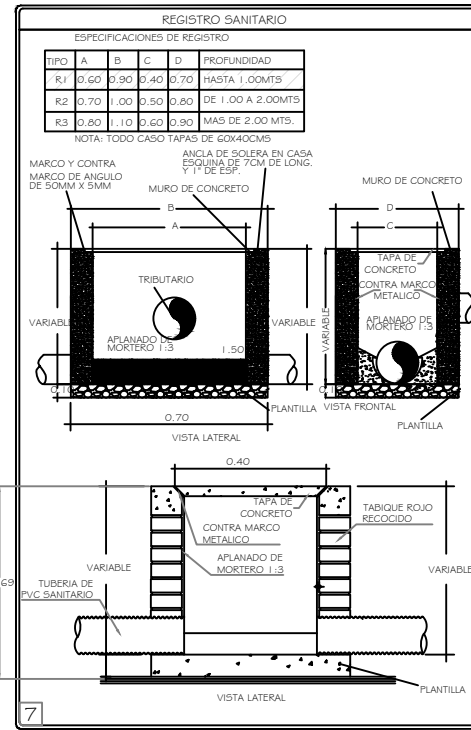 REGISTRO SANITARIO
ESPECIFICACIONES DE REGISTRO
TIPO A B C D PROFUNDIDAD
R1 0.60 0.90 0.40 0.70 HASTA 1.00MTS
R2 0.70 1.00 0.50 0.80 DE 1.00 A 2.00MTS
R3 0.80 1.10 0.60 0.90 MAS DE 2.00 MTS.
NOTA: TODO CASO TAPAS DE 60X40CMS
MARCO Y CONTRA
MARCO DE ANGULO
DE 50MM X 5MM
ANCLA DE SOLERA EN CASA
ESQUINA DE 7CM DE LONG.
Y 1" DE ESP.
MURO DE CONCRETO
B
A
TRIBUTARIO
VARIABLE
VARIABLE
APLANADO DE
MORTERO 1:3
1.50
0.10
PLANTILLA
0.70
VISTA LATERAL
MURO DE CONCRETO
D
C
TAPA DE
CONCRETO
CONTRA MARCO
METALICO
APLANADO DE
MORTERO 1:3
VARIABLE
VISTA FRONTAL
PLANTILLA
0.40
TAPA DE
CONCRETO
CONTRA MARCO
METALICO
APLANADO DE
MORTERO 1:3
TABIQUE ROJO
RECOCIDO
VARIABLE
VARIABLE
69
TUBERIA DE
PVC SANITARIO
PLANTILLA
VISTA LATERAL
7